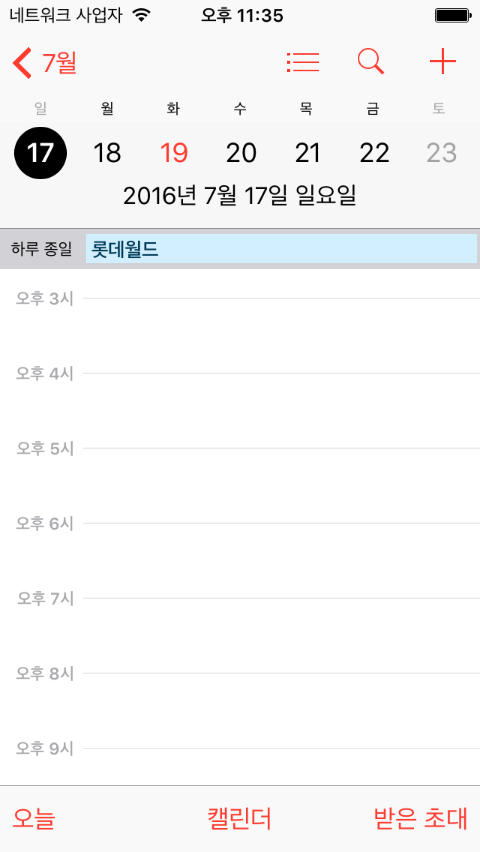 네트워크 사업자 오후 11:35
7월
일 월 화 수 목 금 토
17 18 19 20 21 22 23
2016년 7월 17일 일요일
하루 종일 롯데월드
오후 3시
오후 4시
오후 5시
오후 6시
오후 7시
오후 8시
오후 9시
오늘 캘린더 받은 초대